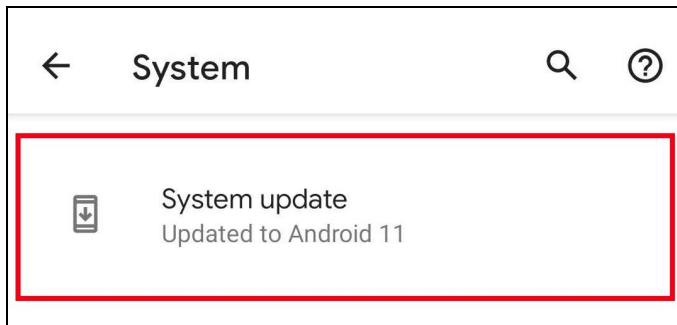 System
System update
Updated to Android 11